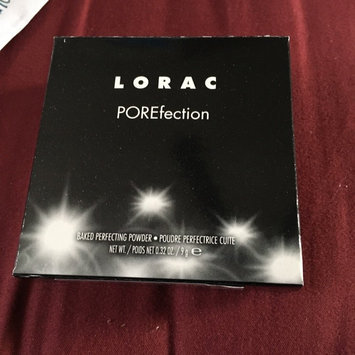 LORAC
POREfection
BAKED PERFECTING POWDER • POUDRE PERFECTRICE CUITE
NET WT. / POIDS NET 0.32 OZ. / 9 g ℮